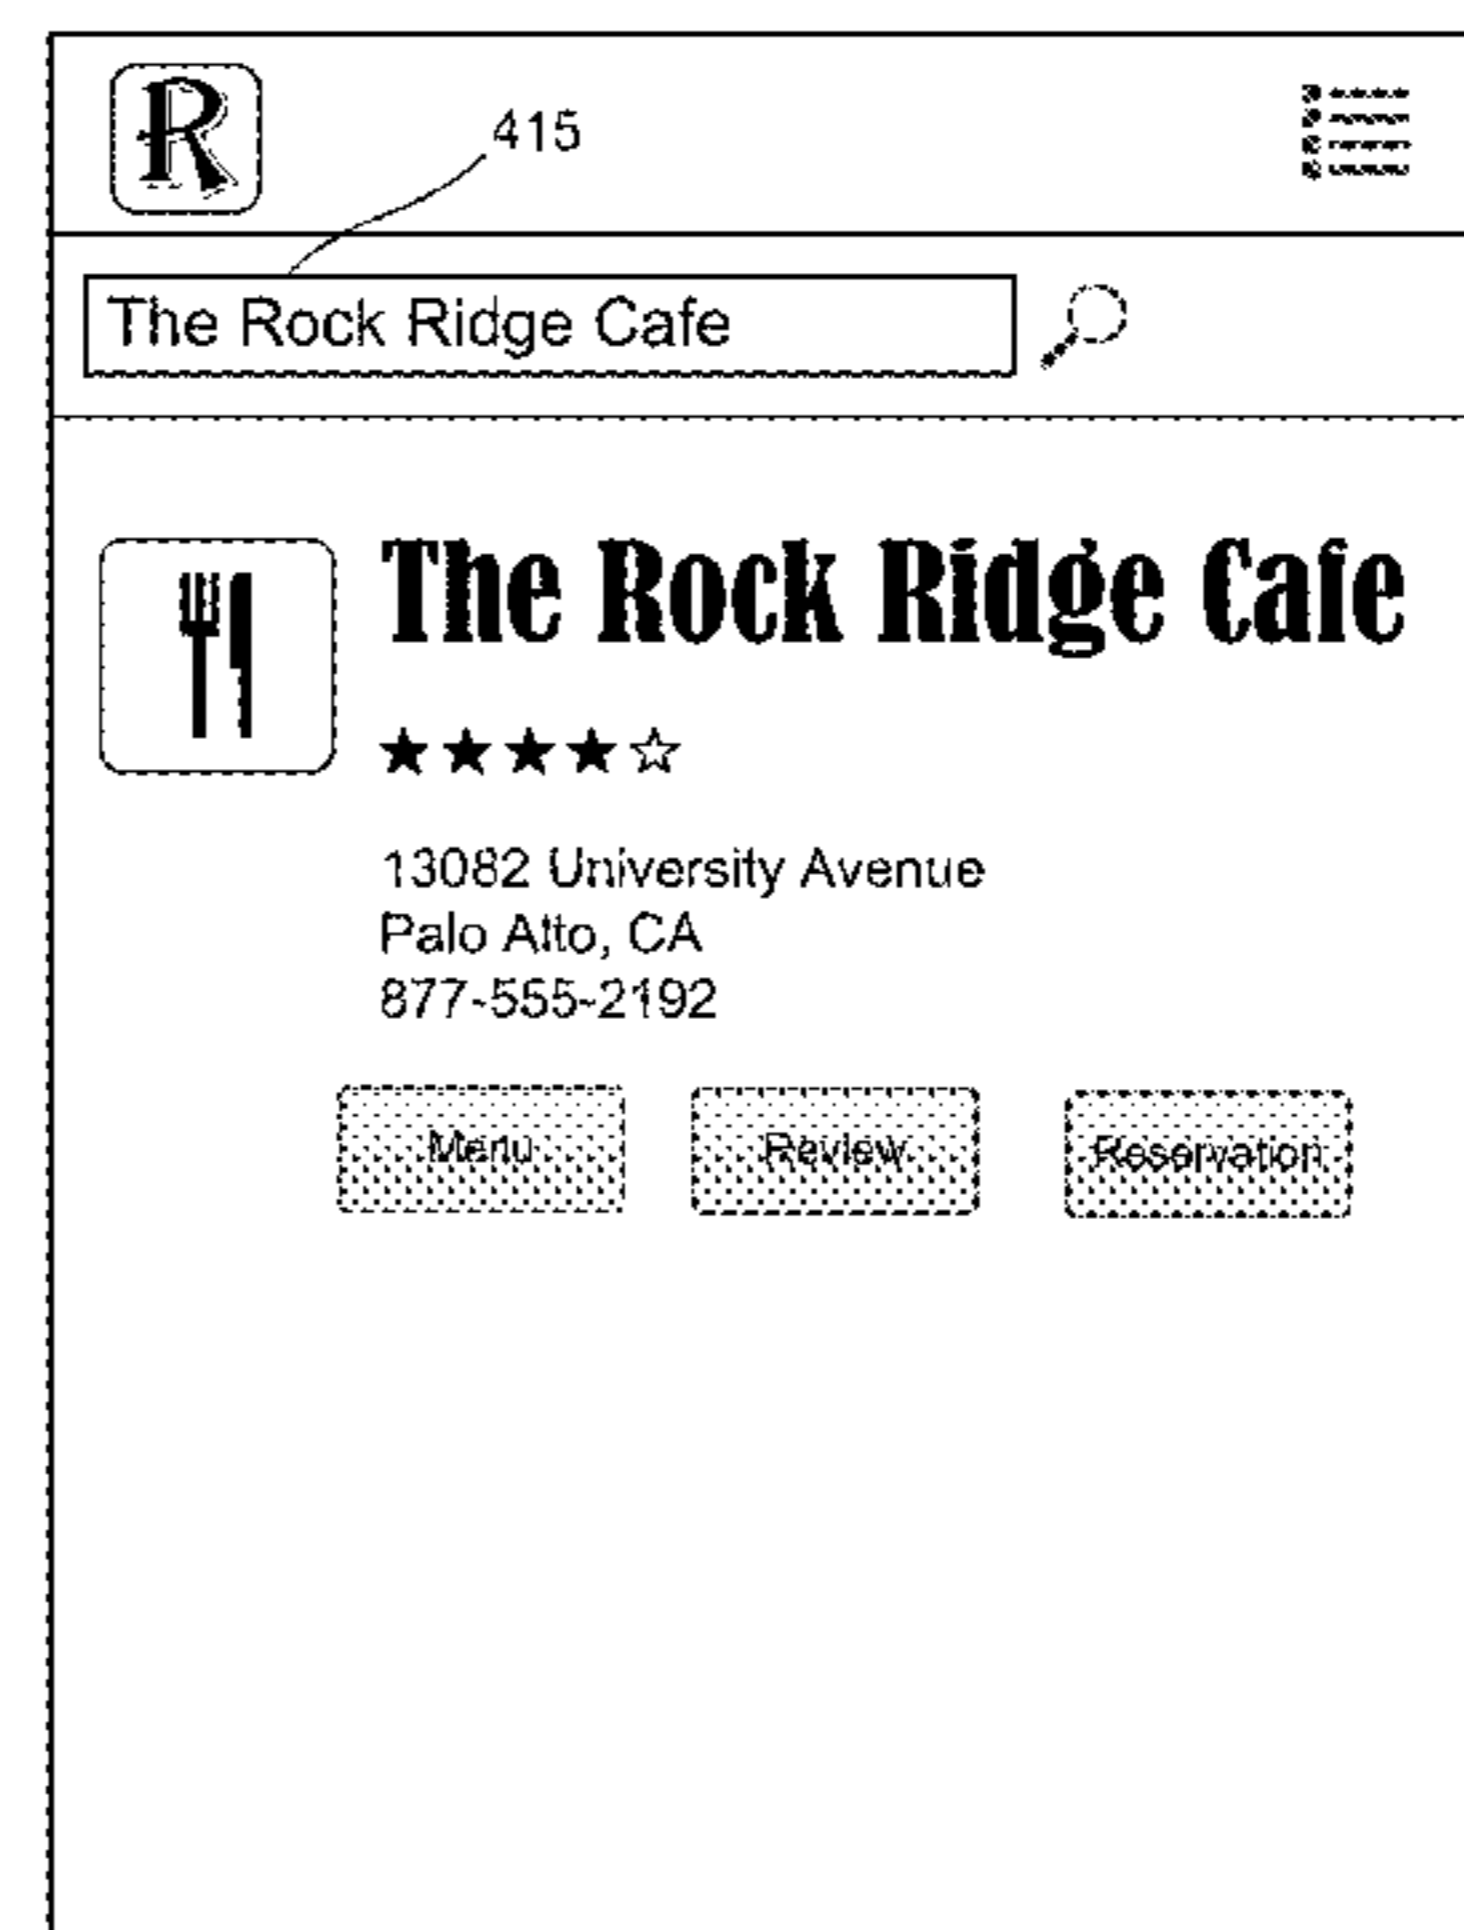 R
415
The Rock Ridge Cafe
The Rock Ridge Cafe
13082 University Avenue
Palo Alto, CA
877-555-2192
Menu Review Reservation